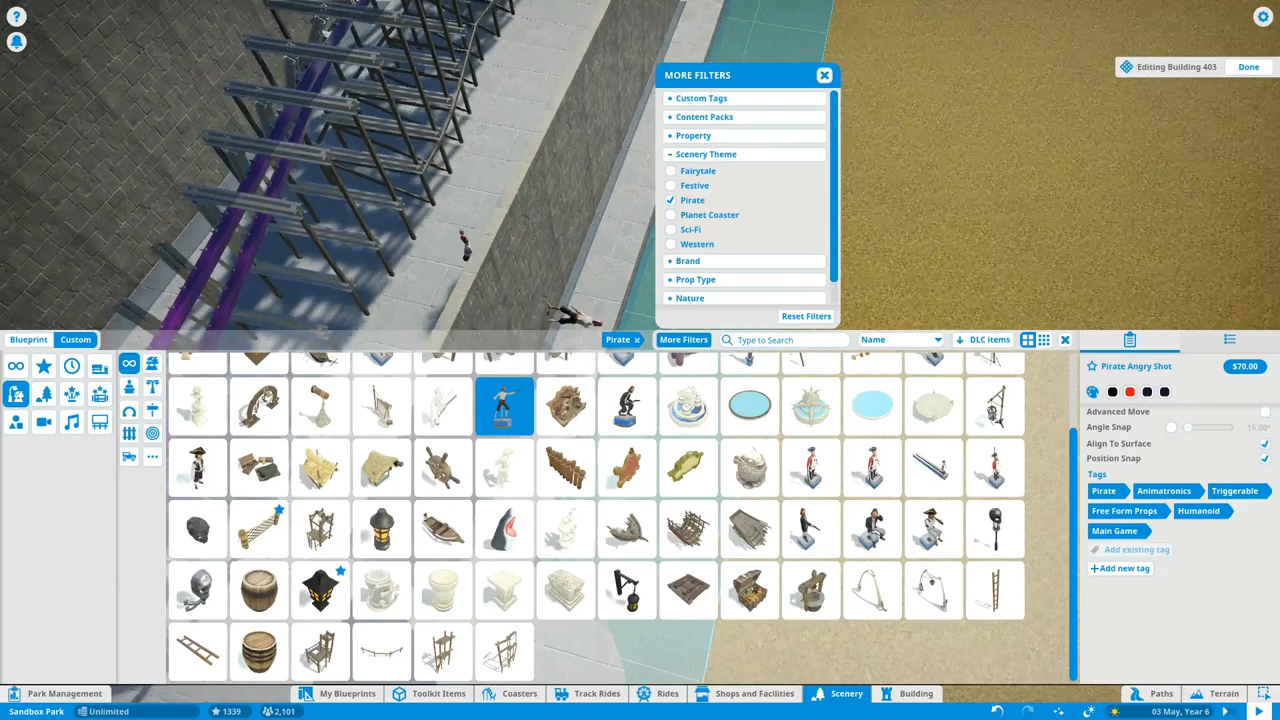 ?
Editing Building 403
Done
MORE FILTERS
+ Custom Tags
+ Content Packs
+ Property
- Scenery Theme
Fairytale
Festive
Pirate
Planet Coaster
Sci-Fi
Western
+ Brand
+ Prop Type
+ Nature
Reset Filters
Blueprint
Custom
Pirate ×
More Filters
Type to Search
Name
DLC items
Pirate Angry Shot
$70.00
Advanced Move
Angle Snap
15.00°
Align To Surface
Position Snap
Tags
Pirate
Animatronics
Triggerable
Free Form Props
Humanoid
Main Game
Add existing tag
+ Add new tag
Park Management
My Blueprints
Toolkit Items
Coasters
Track Rides
Rides
Shops and Facilities
Scenery
Building
Paths
Terrain
Sandbox Park
Unlimited
1339
2,101
03 May, Year 6